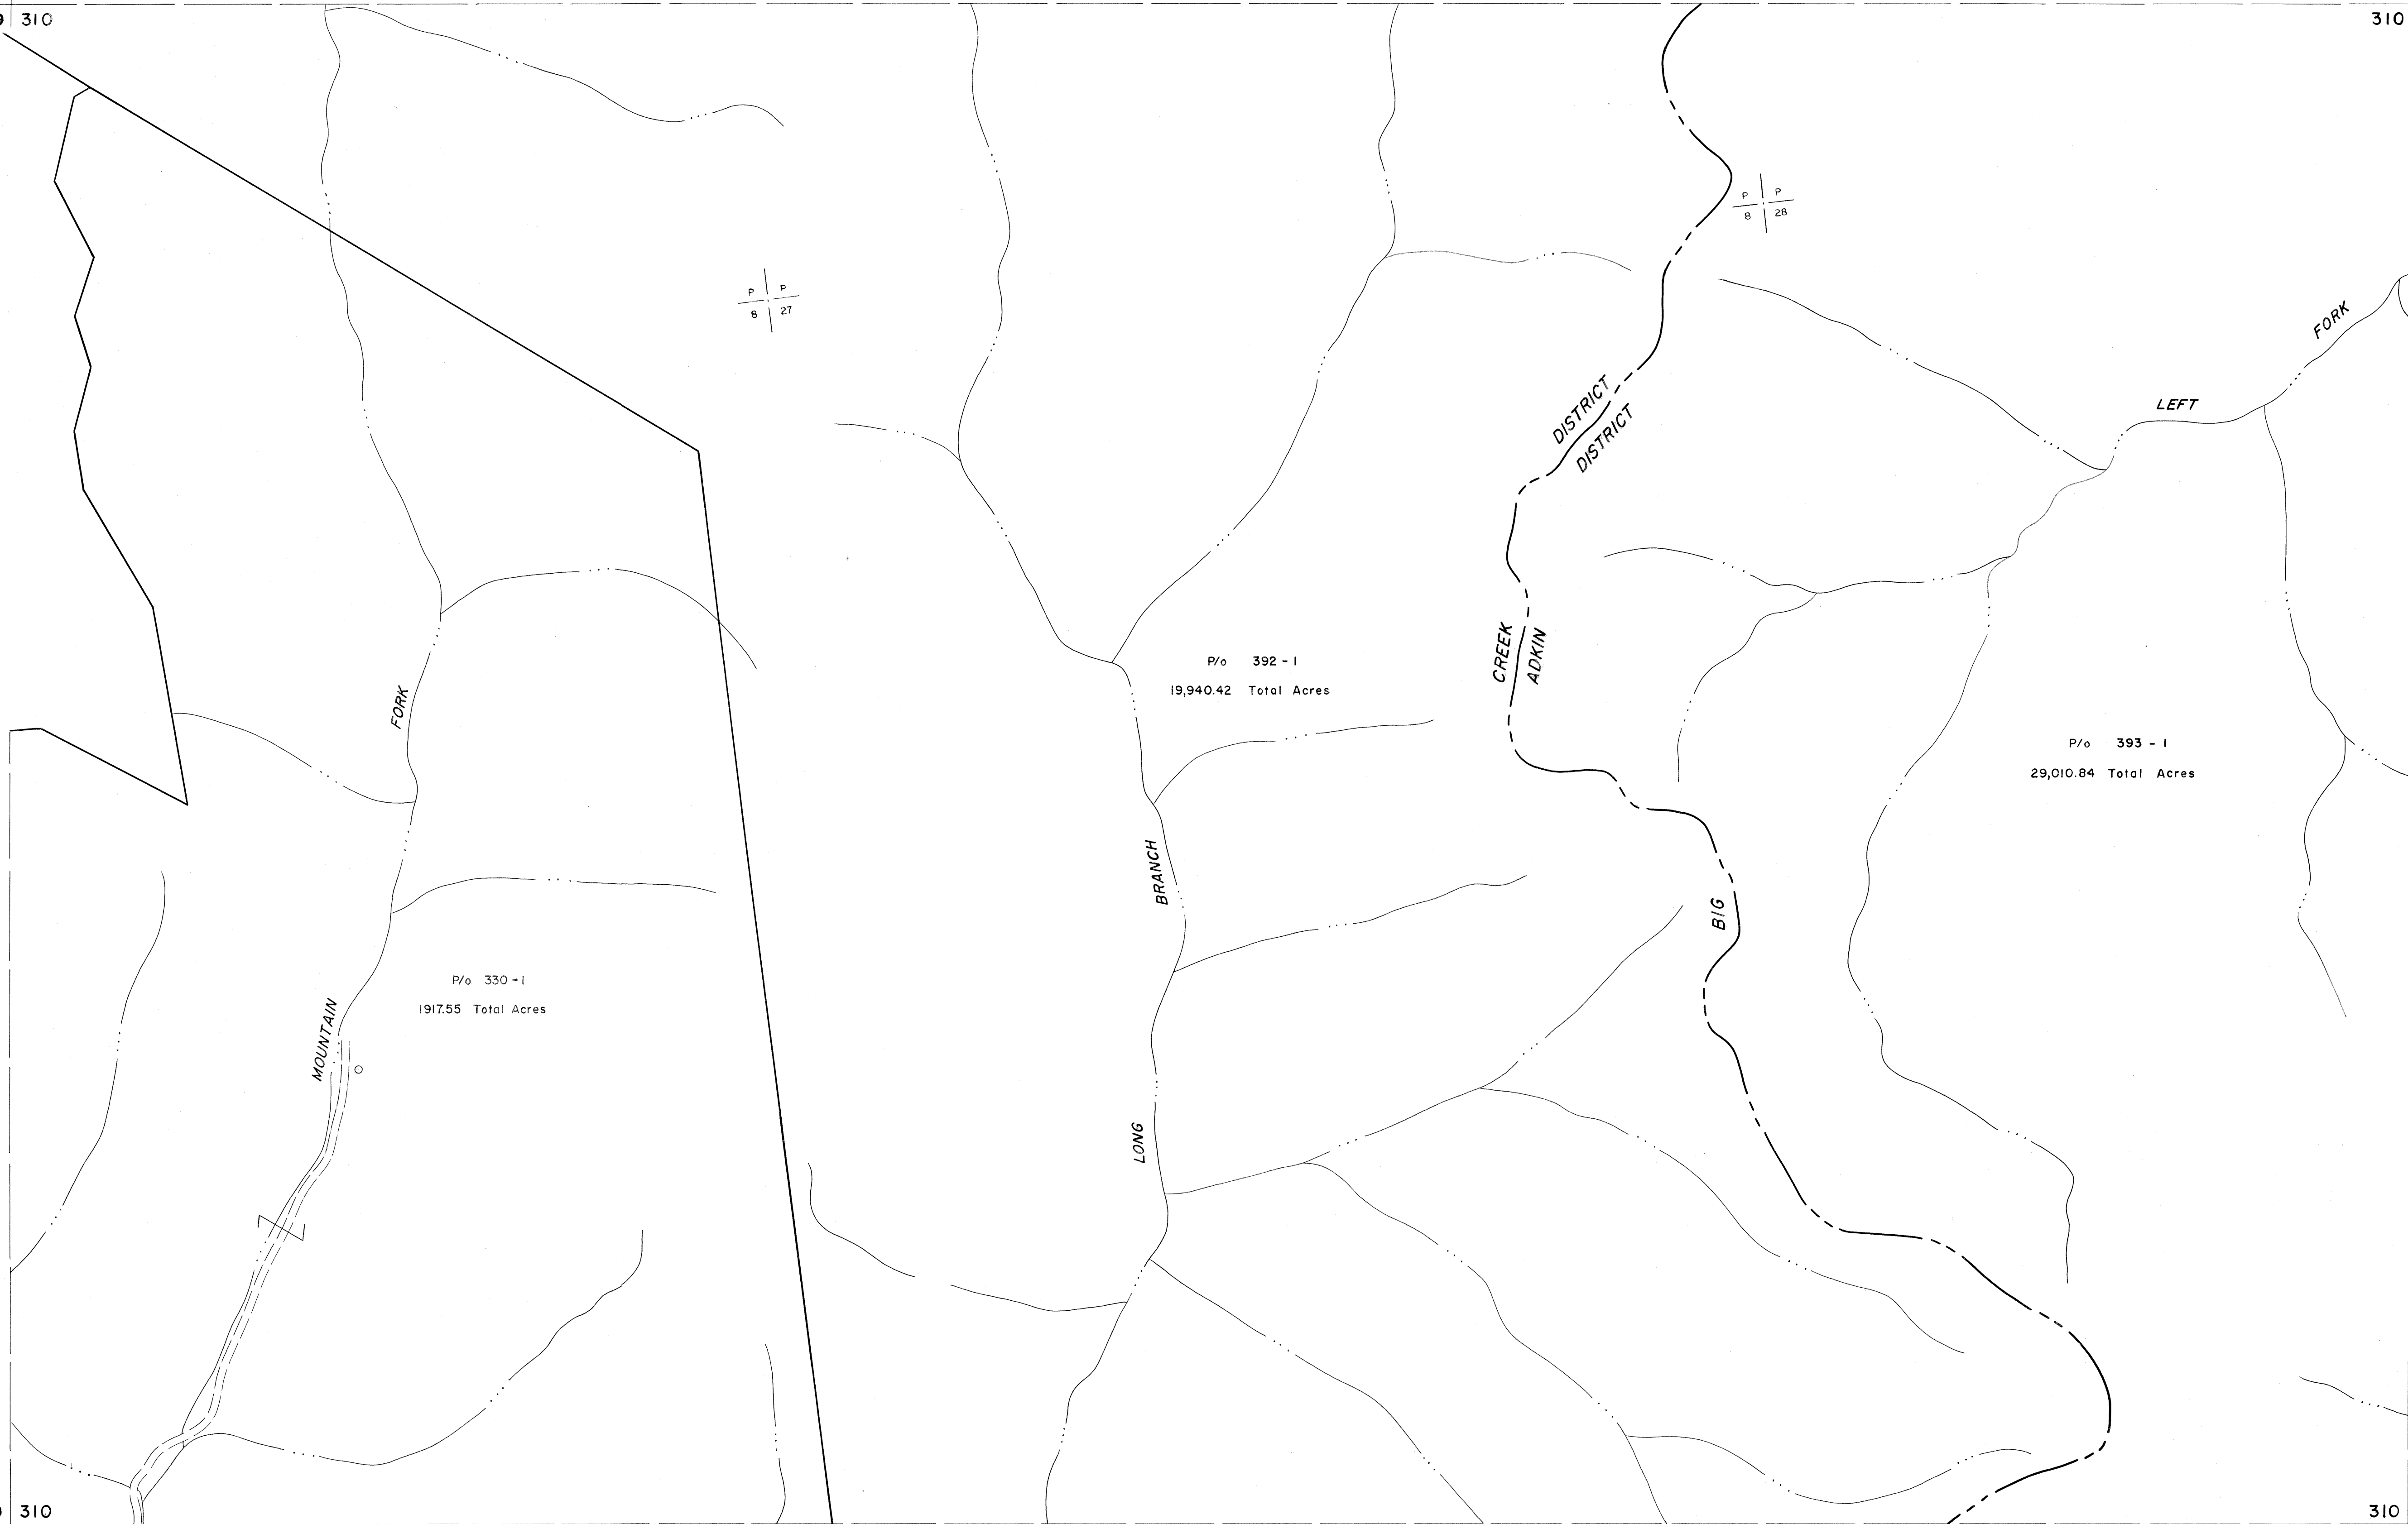 310
310
P P
8 28
P P
8 27
FORK
LEFT
DISTRICT
DISTRICT
CREEK
ADKIN
P/o 392-1
19,940.42 Total Acres
FORK
P/o 393-1
29,010.84 Total Acres
BRANCH
BIG
P/o 330-1
1917.55 Total Acres
MOUNTAIN
LONG
310
310